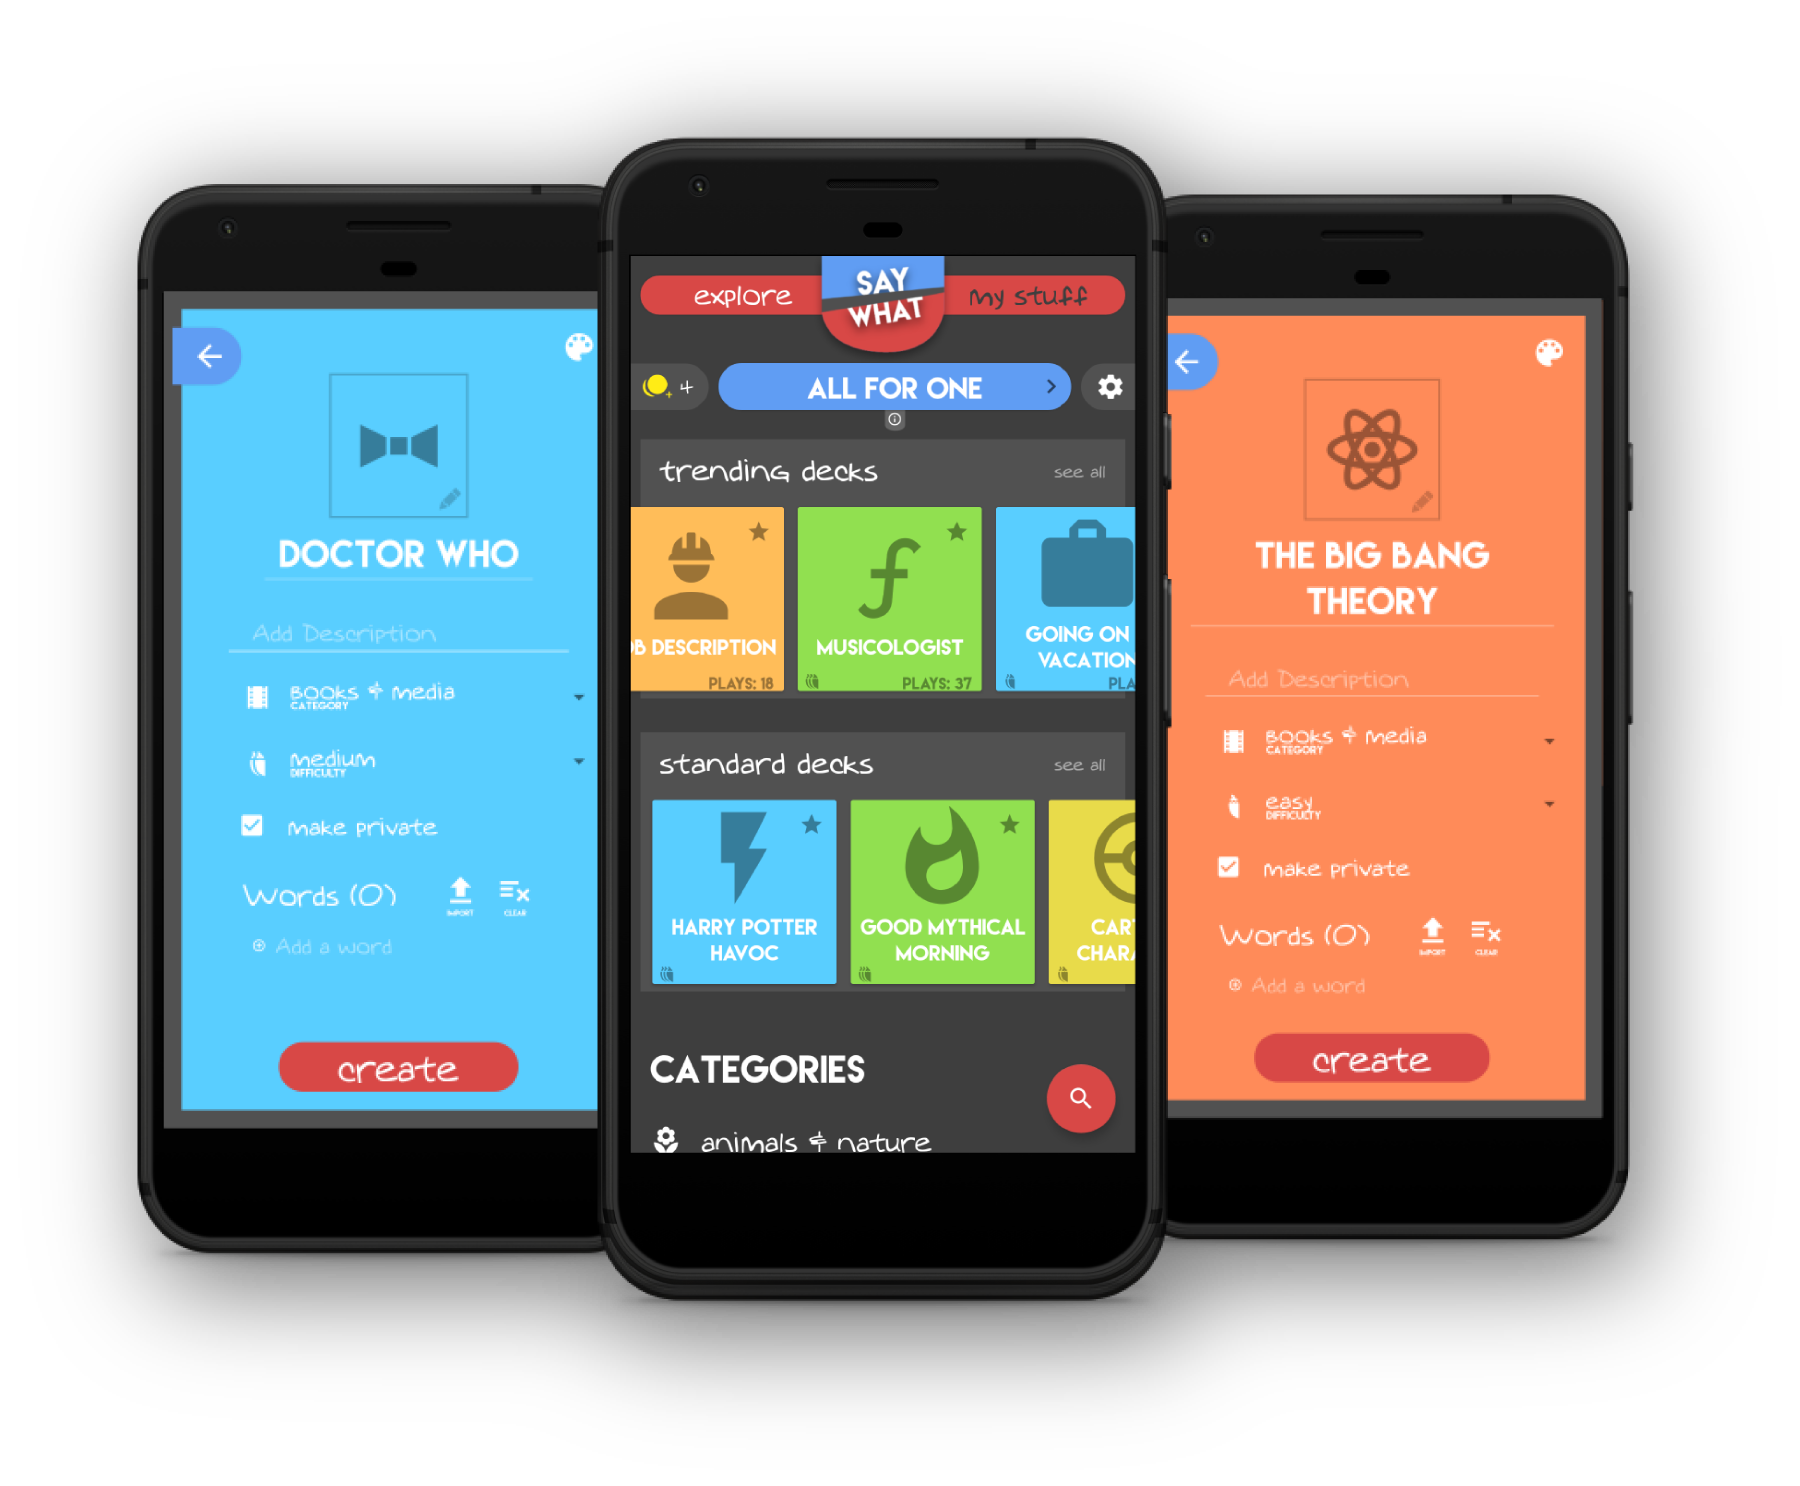 DOCTOR WHO
Add Description
Books & Media
CATEGORY
medium
DIFFICULTY
make private
Words (0)
IMPORT
CLEAR
Add a word
create
explore
SAY
WHAT
my stuff
4
ALL FOR ONE
trending decks
see all
OB DESCRIPTION
PLAYS: 18
MUSICOLOGIST
PLAYS: 37
GOING ON
VACATION
PLA
standard decks
see all
HARRY POTTER
HAVOC
GOOD MYTHICAL
MORNING
CAR
CHARA
CATEGORIES
animals & nature
THE BIG BANG
THEORY
Add Description
Books & Media
CATEGORY
easy
DIFFICULTY
make private
Words (0)
IMPORT
CLEAR
Add a word
create